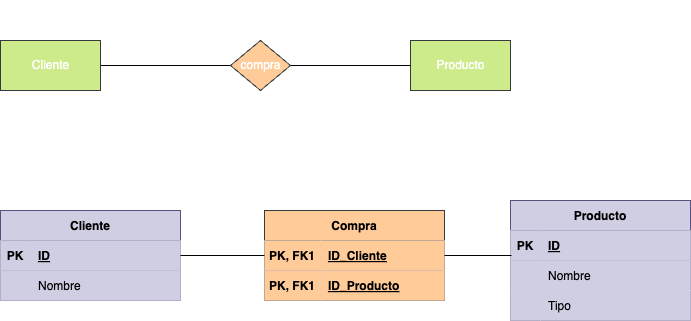 Cliente
compra
Producto
Cliente
PK ID
Nombre
Compra
PK, FK1 ID_Cliente
PK, FK1 ID_Producto
Producto
PK ID
Nombre
Tipo